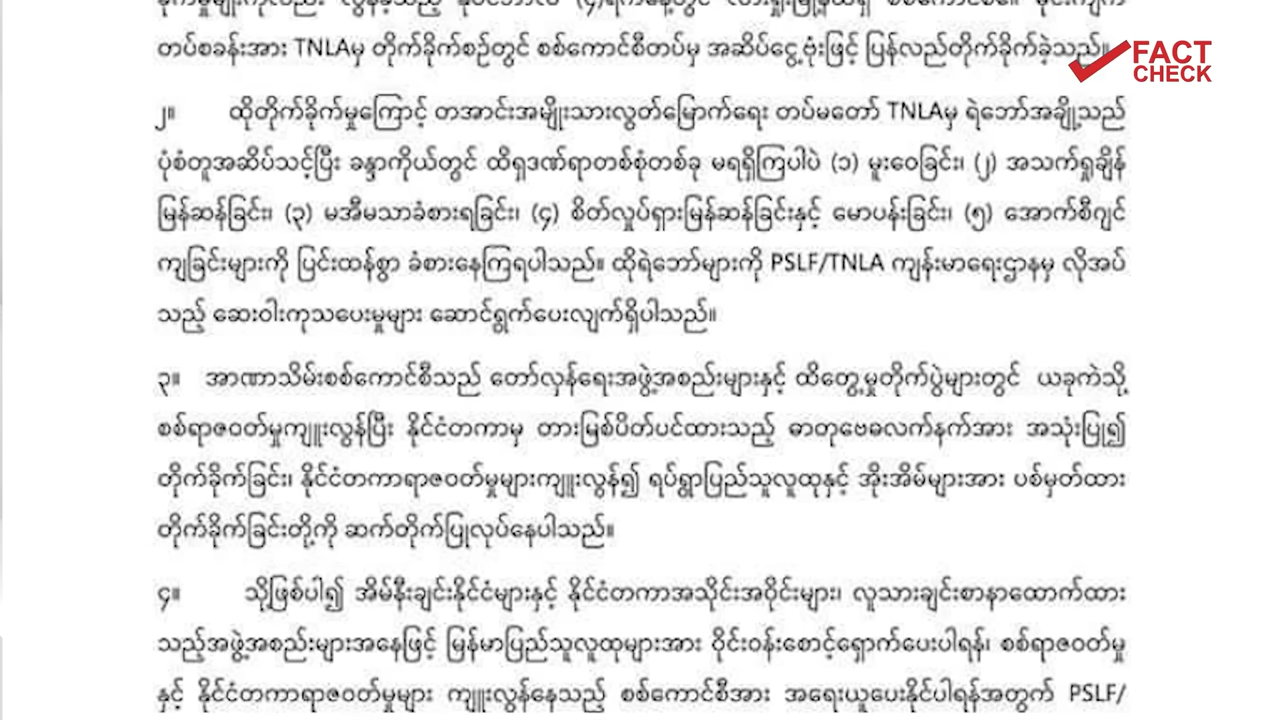 တပ်စခန်းအား TNLAမှ တိုက်ခိုက်စဉ်တွင် စစ်ကောင်စီတပ်မှ အဆိပ်ငွေ့ဗုံးဖြင့် ပြန်လည်တိုက်ခိုက်ခဲ့သည်။
FACT
CHECK
၂။ ထိုတိုက်ခိုက်မှုကြောင့် တအာင်းအမျိုးသားလွတ်မြောက်ရေး တပ်မတော် TNLAမှ ရဲဘော်အချို့သည်
ပုံစံတူအဆိပ်သင့်ပြီး ခန္ဓာကိုယ်တွင် ထိရှဒဏ်ရာတစ်စုံတစ်ခု မရရှိကြပါပဲ (၁) မူးဝေခြင်း၊ (၂) အသက်ရှူချိန်
မြန်ဆန်ခြင်း၊ (၃) မအီမသာခံစားရခြင်း၊ (၄) စိတ်လှုပ်ရှားမြန်ဆန်ခြင်းနှင့် မောပန်းခြင်း၊ (၅) အောက်စီဂျင်
ကျခြင်းများကို ပြင်းထန်စွာ ခံစားနေကြရပါသည်။ ထိုရဲဘော်များကို PSLF/TNLA ကျန်းမာရေးဌာနမှ လိုအပ်
သည့် ဆေးဝါးကုသပေးမှုများ ဆောင်ရွက်ပေးလျက်ရှိပါသည်။
၃။ အာဏာသိမ်းစစ်ကောင်စီသည် တော်လှန်ရေးအဖွဲ့အစည်းများနှင့် ထိတွေ့မှုတိုက်ပွဲများတွင် ယခုကဲသို့
စစ်ရာဇဝတ်မှုကျူးလွန်ပြီး နိုင်ငံတကာမှ တားမြစ်ပိတ်ပင်ထားသည့် ဓာတုဗေဓလက်နက်အား အသုံးပြု၍
တိုက်ခိုက်ခြင်း၊ နိုင်ငံတကာရာဇဝတ်မှုများကျူးလွန်၍ ရပ်ရွာပြည်သူလူထုနှင့် အိုးအိမ်များအား ပစ်မှတ်ထား
တိုက်ခိုက်ခြင်းတို့ကို ဆက်တိုက်ပြုလုပ်နေပါသည်။
၄။ သို့ဖြစ်ပါ၍ အိမ်နီးချင်းနိုင်ငံများနှင့် နိုင်ငံတကာအသိုင်းအဝိုင်းများ၊ လူသားချင်းစာနာထောက်ထား
သည့်အဖွဲ့အစည်းများအနေဖြင့် မြန်မာပြည်သူလူထုများအား ဝိုင်းဝန်းစောင့်ရှောက်ပေးပါရန်၊ စစ်ရာဇဝတ်မှု
နှင့် နိုင်ငံတကာရာဇဝတ်မှုများ ကျူးလွန်နေသည့် စစ်ကောင်စီအား အရေးယူပေးနိုင်ပါရန်အတွက် PSLF/